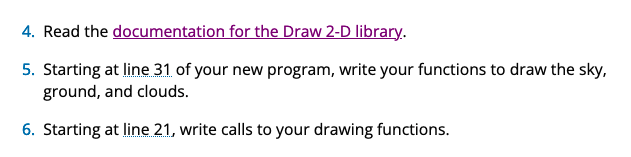 4. Read the documentation for the Draw 2-D library.
5. Starting at line 31 of your new program, write your functions to draw the sky,
ground, and clouds.
6. Starting at line 21, write calls to your drawing functions.